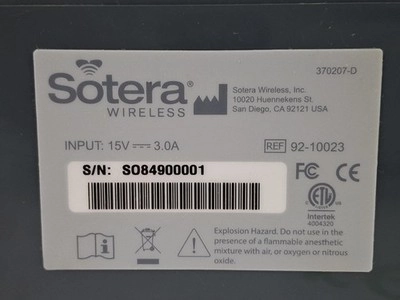 370207-D
Sotera®
WIRELESS
Sotera Wireless, Inc.
10020 Huennekens St.
San Diego, CA 92121 USA
INPUT: 15V ⎓ 3.0A
REF 92-10023
S/N: SO84900001
FC CE
ETL
Intertek
4004320
Explosion Hazard. Do not use in the
presence of a flammable anesthetic
mixture with air, or oxygen or nitrous
oxide.